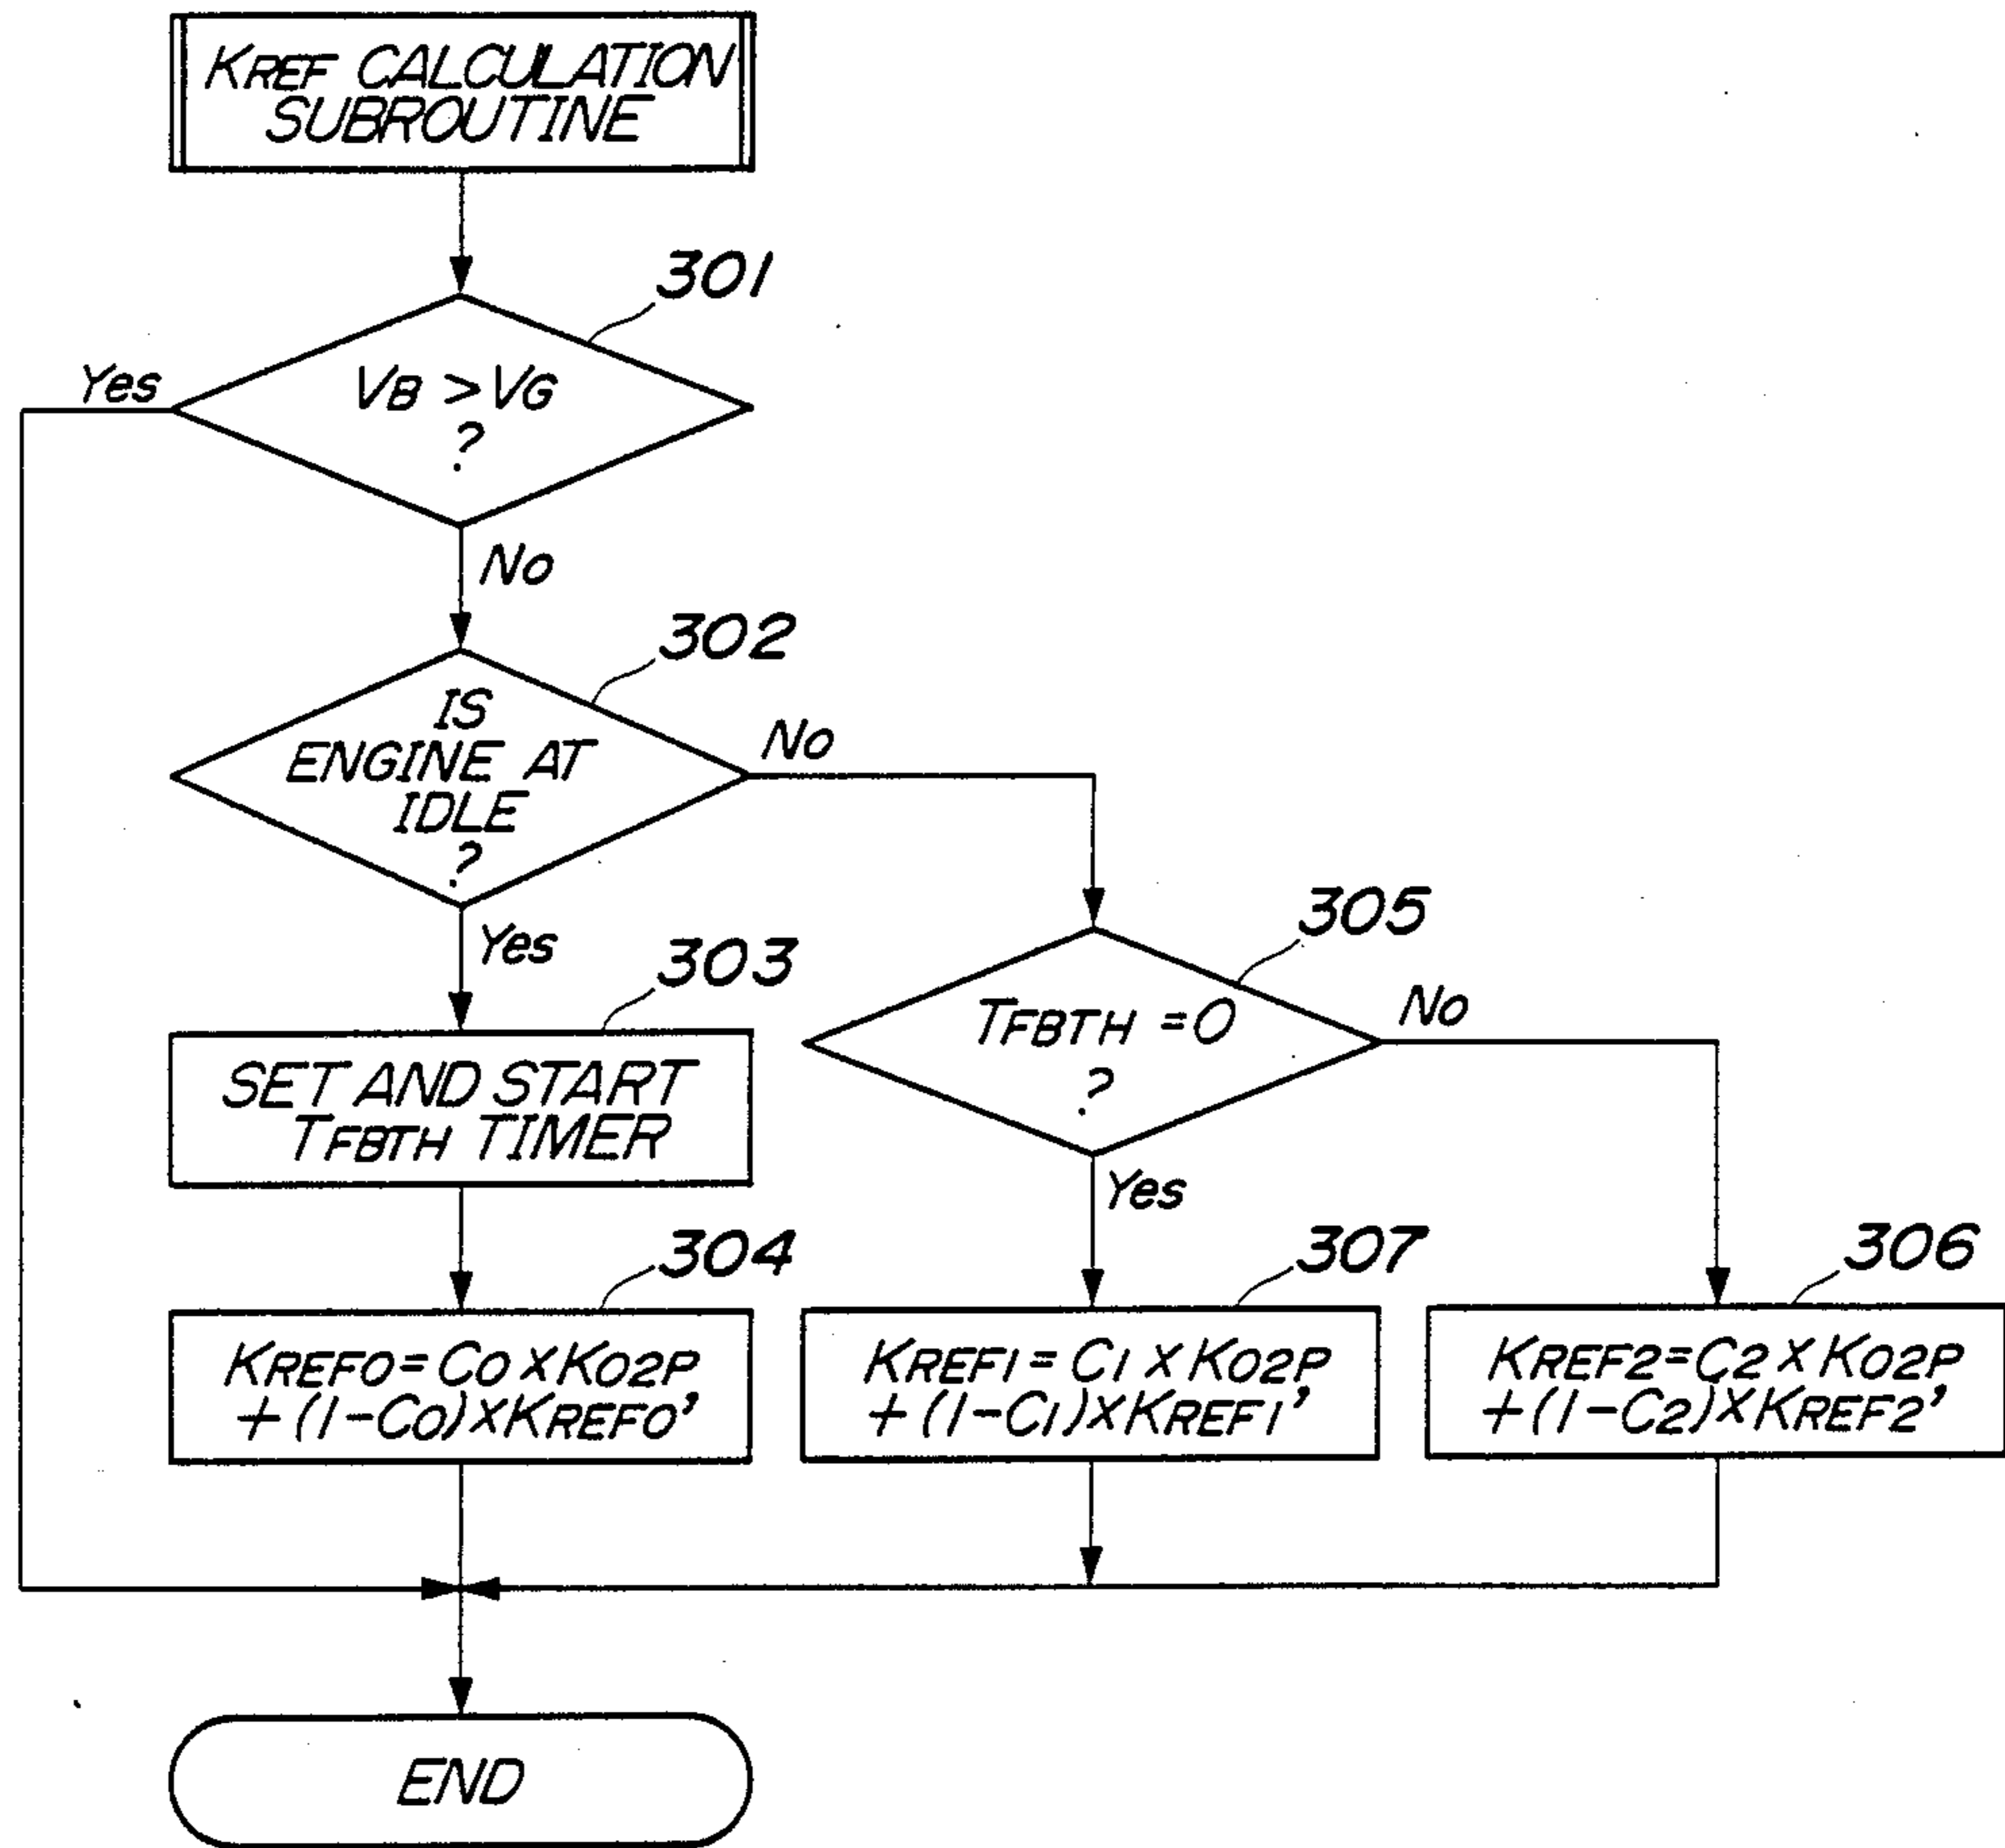 KREF CALCULATION
SUBROUTINE
301
Yes
VB > VG
?
No
302
IS
ENGINE AT
IDLE
?
No
Yes
303
305
SET AND START
TFBTH TIMER
TFBTH = 0
?
No
Yes
304
307
306
KREF0 = C0 x KO2P
+ (1-C0) x KREF0'
KREF1 = C1 x KO2P
+ (1-C1) x KREF1'
KREF2 = C2 x KO2P
+ (1-C2) x KREF2'
END